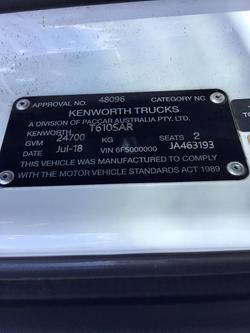 APPROVAL NO. 48096 CATEGORY NC
KENWORTH TRUCKS
A DIVISION OF PACCAR AUSTRALIA PTY. LTD.
KENWORTH T610SAR
GVM 24700 KG SEATS 2
DATE Jul-18 VIN 6F5000000 JA463193
THIS VEHICLE WAS MANUFACTURED TO COMPLY
WITH THE MOTOR VEHICLE STANDARDS ACT 1989